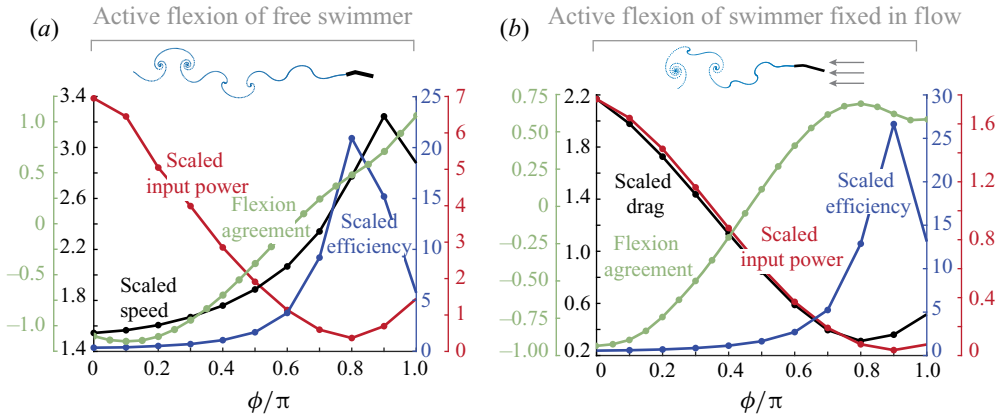 Active flexion of free swimmer
(a)
3.4
3.0
2.6
2.2
1.8
1.4
1.0
0.5
0
−0.5
−1.0
25
20
15
10
5
0
7
6
5
4
3
2
1
0
Scaled
input power
Flexion
agreement
Scaled
efficiency
Scaled
speed
0
0.2
0.4
0.6
0.8
1.0
ϕ/π
Active flexion of swimmer fixed in flow
(b)
0.75
0.50
0.25
0
−0.25
−0.50
−0.75
−1.00
2.2
1.8
1.4
1.0
0.6
0.2
30
25
20
15
10
5
0
1.6
1.2
0.8
0.4
0
Scaled
drag
Scaled
efficiency
Flexion
agreement
Scaled
input power
0
0.2
0.4
0.6
0.8
1.0
ϕ/π